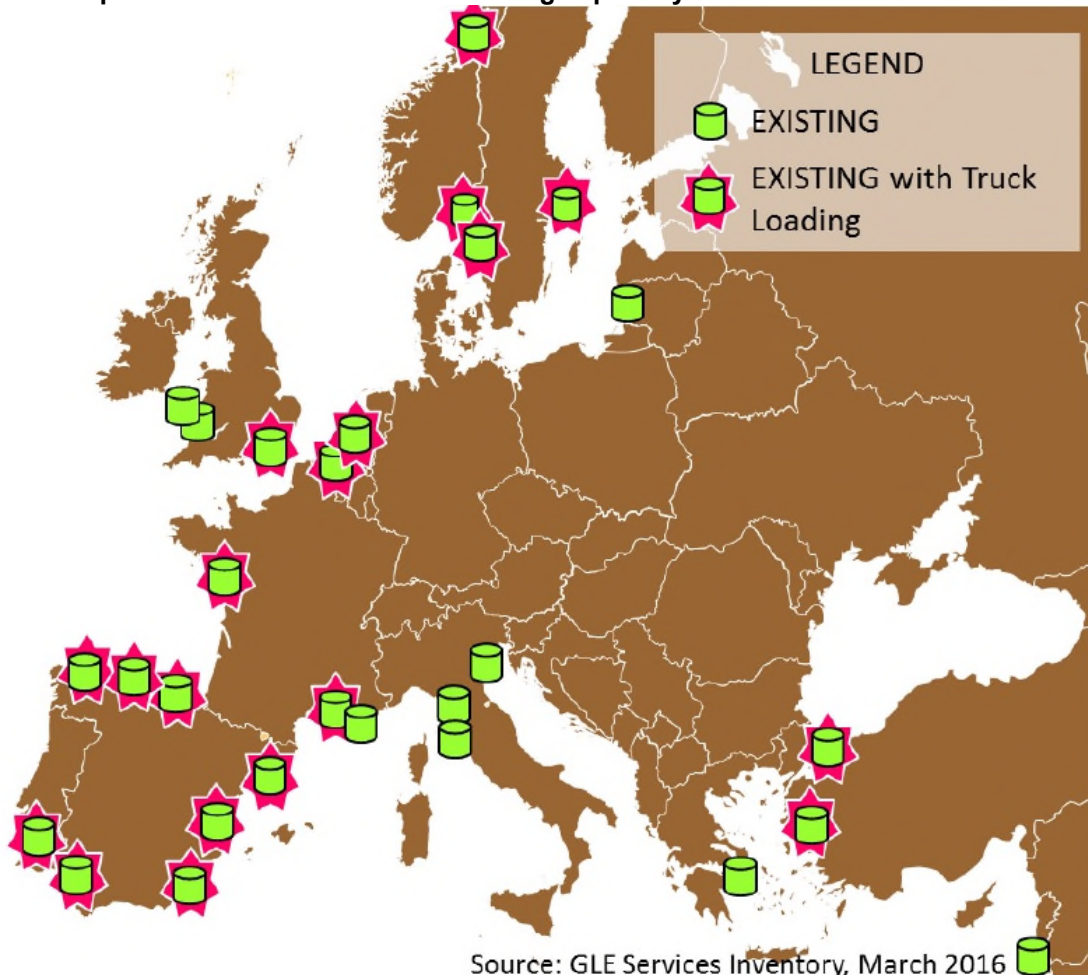 LEGEND
EXISTING
EXISTING with Truck
Loading
Source: GLE Services Inventory, March 2016